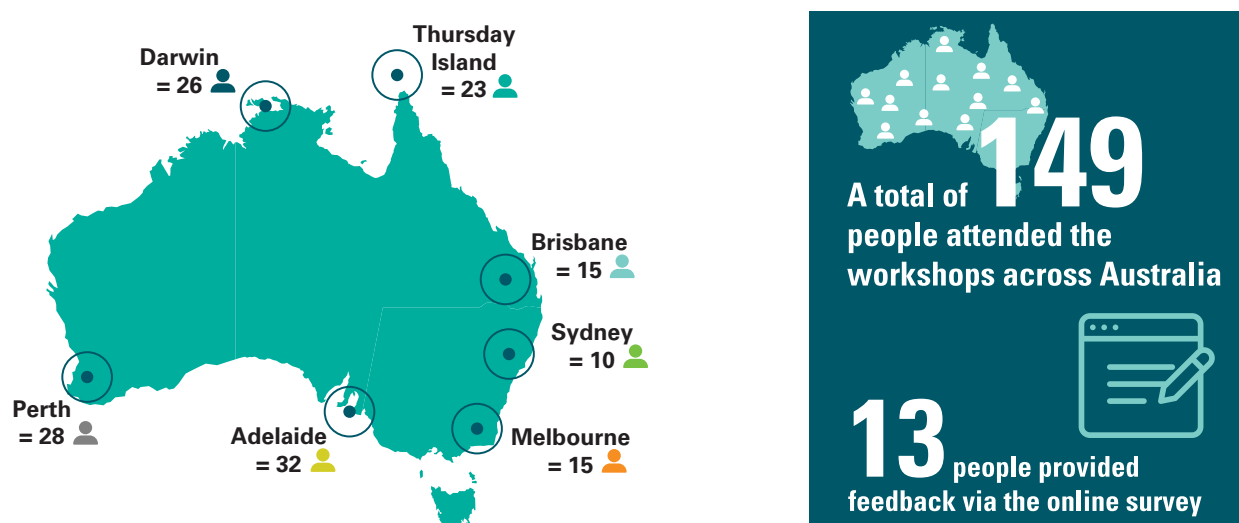 Darwin
= 26
Thursday
Island
= 23
Brisbane
= 15
Sydney
= 10
Perth
= 28
Adelaide
= 32
Melbourne
= 15
A total of 149
people attended the
workshops across Australia
13 people provided
feedback via the online survey